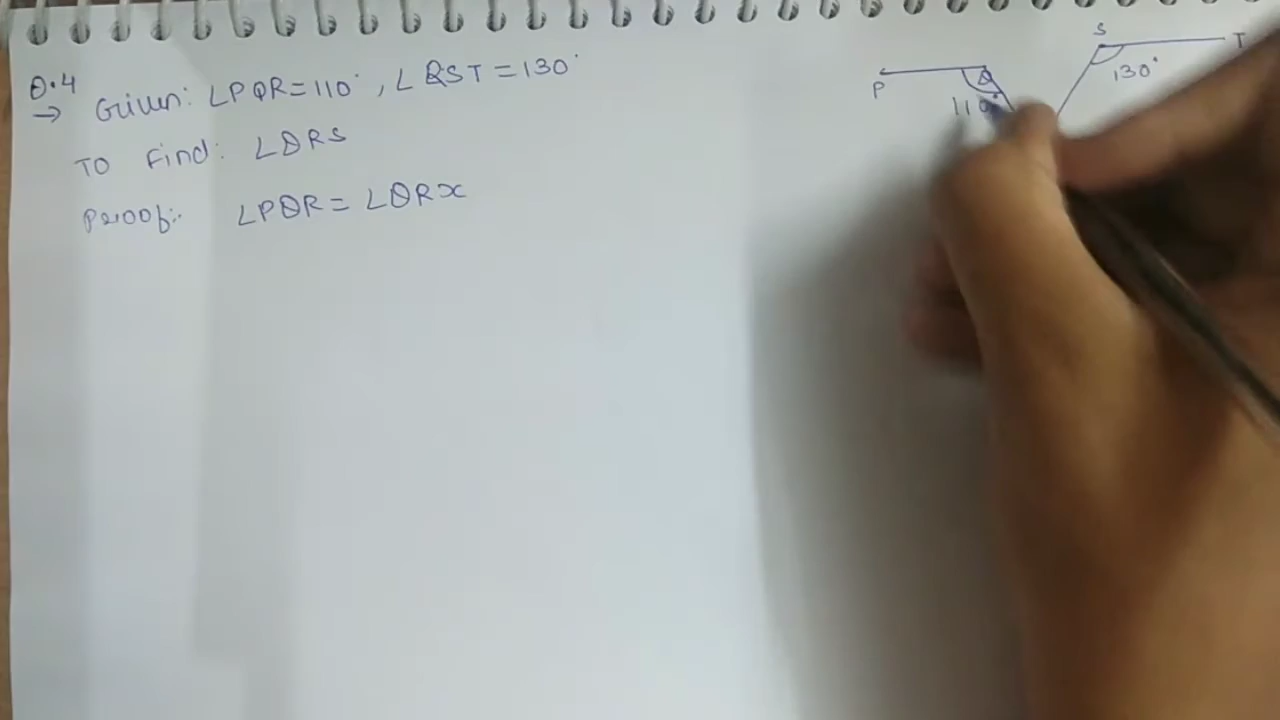 Q.4
→ Given: ∠PQR = 110°, ∠RST = 130°
To Find: ∠QRS
Proof:- ∠PQR = ∠QRx
S
T
130°
P
Q
110°